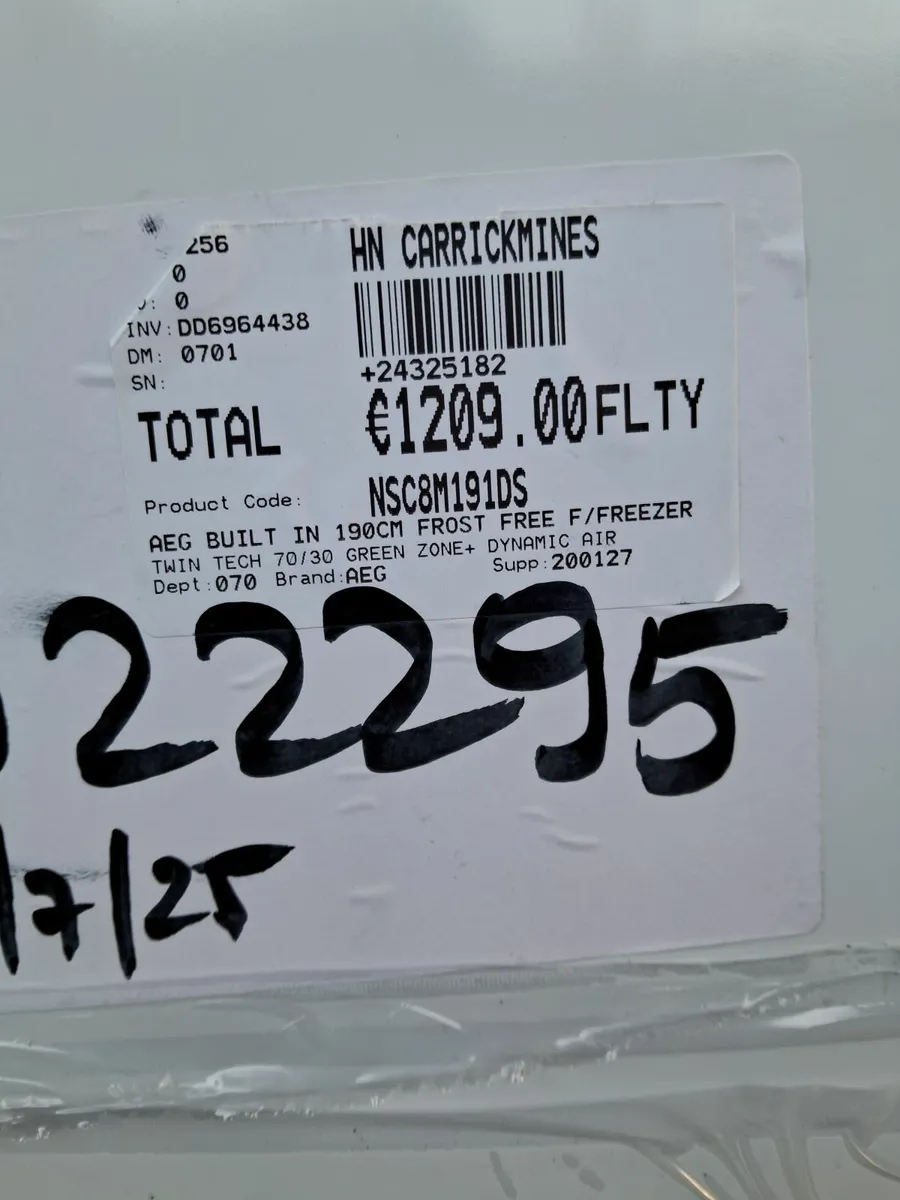 256
HN CARRICKMINES
0
: 0
INV: DD6964438
DM: 0701
+24325182
SN:
TOTAL €1209.00 FLTY
Product Code: NSC8M191DS
AEG BUILT IN 190CM FROST FREE F/FREEZER
TWIN TECH 70/30 GREEN ZONE+ DYNAMIC AIR
Dept:070 Brand:AEG Supp:200127
22295
/7/25